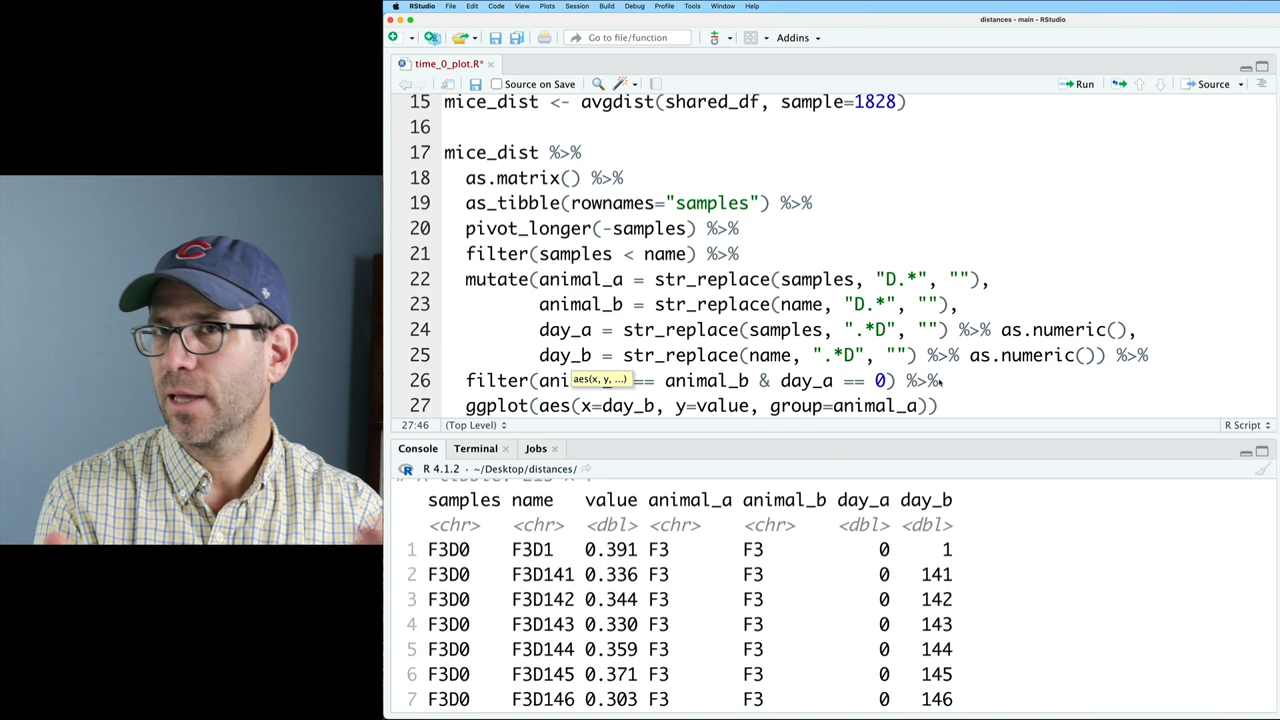 RStudio File Edit Code View Plots Session Build Debug Profile Tools Window Help
distances - main - RStudio
Go to file/function Addins
time_0_plot.R*
Source on Save Run Source
15 mice_dist <- avgdist(shared_df, sample=1828)
16
17 mice_dist %>%
18 as.matrix() %>%
19 as_tibble(rownames="samples") %>%
20 pivot_longer(-samples) %>%
21 filter(samples < name) %>%
22 mutate(animal_a = str_replace(samples, "D.*", ""),
23 animal_b = str_replace(name, "D.*", ""),
24 day_a = str_replace(samples, ".*D", "") %>% as.numeric(),
25 day_b = str_replace(name, ".*D", "") %>% as.numeric()) %>%
aes(x, y, ...)
26 filter(ani == animal_b & day_a == 0) %>%
27 ggplot(aes(x=day_b, y=value, group=animal_a))
27:46 (Top Level) R Script
Console Terminal Jobs
R 4.1.2 · ~/Desktop/distances/
samples name value animal_a animal_b day_a day_b
<chr> <chr> <dbl> <chr> <chr> <dbl> <dbl>
1 F3D0 F3D1 0.391 F3 F3 0 1
2 F3D0 F3D141 0.336 F3 F3 0 141
3 F3D0 F3D142 0.344 F3 F3 0 142
4 F3D0 F3D143 0.330 F3 F3 0 143
5 F3D0 F3D144 0.359 F3 F3 0 144
6 F3D0 F3D145 0.371 F3 F3 0 145
7 F3D0 F3D146 0.303 F3 F3 0 146
C